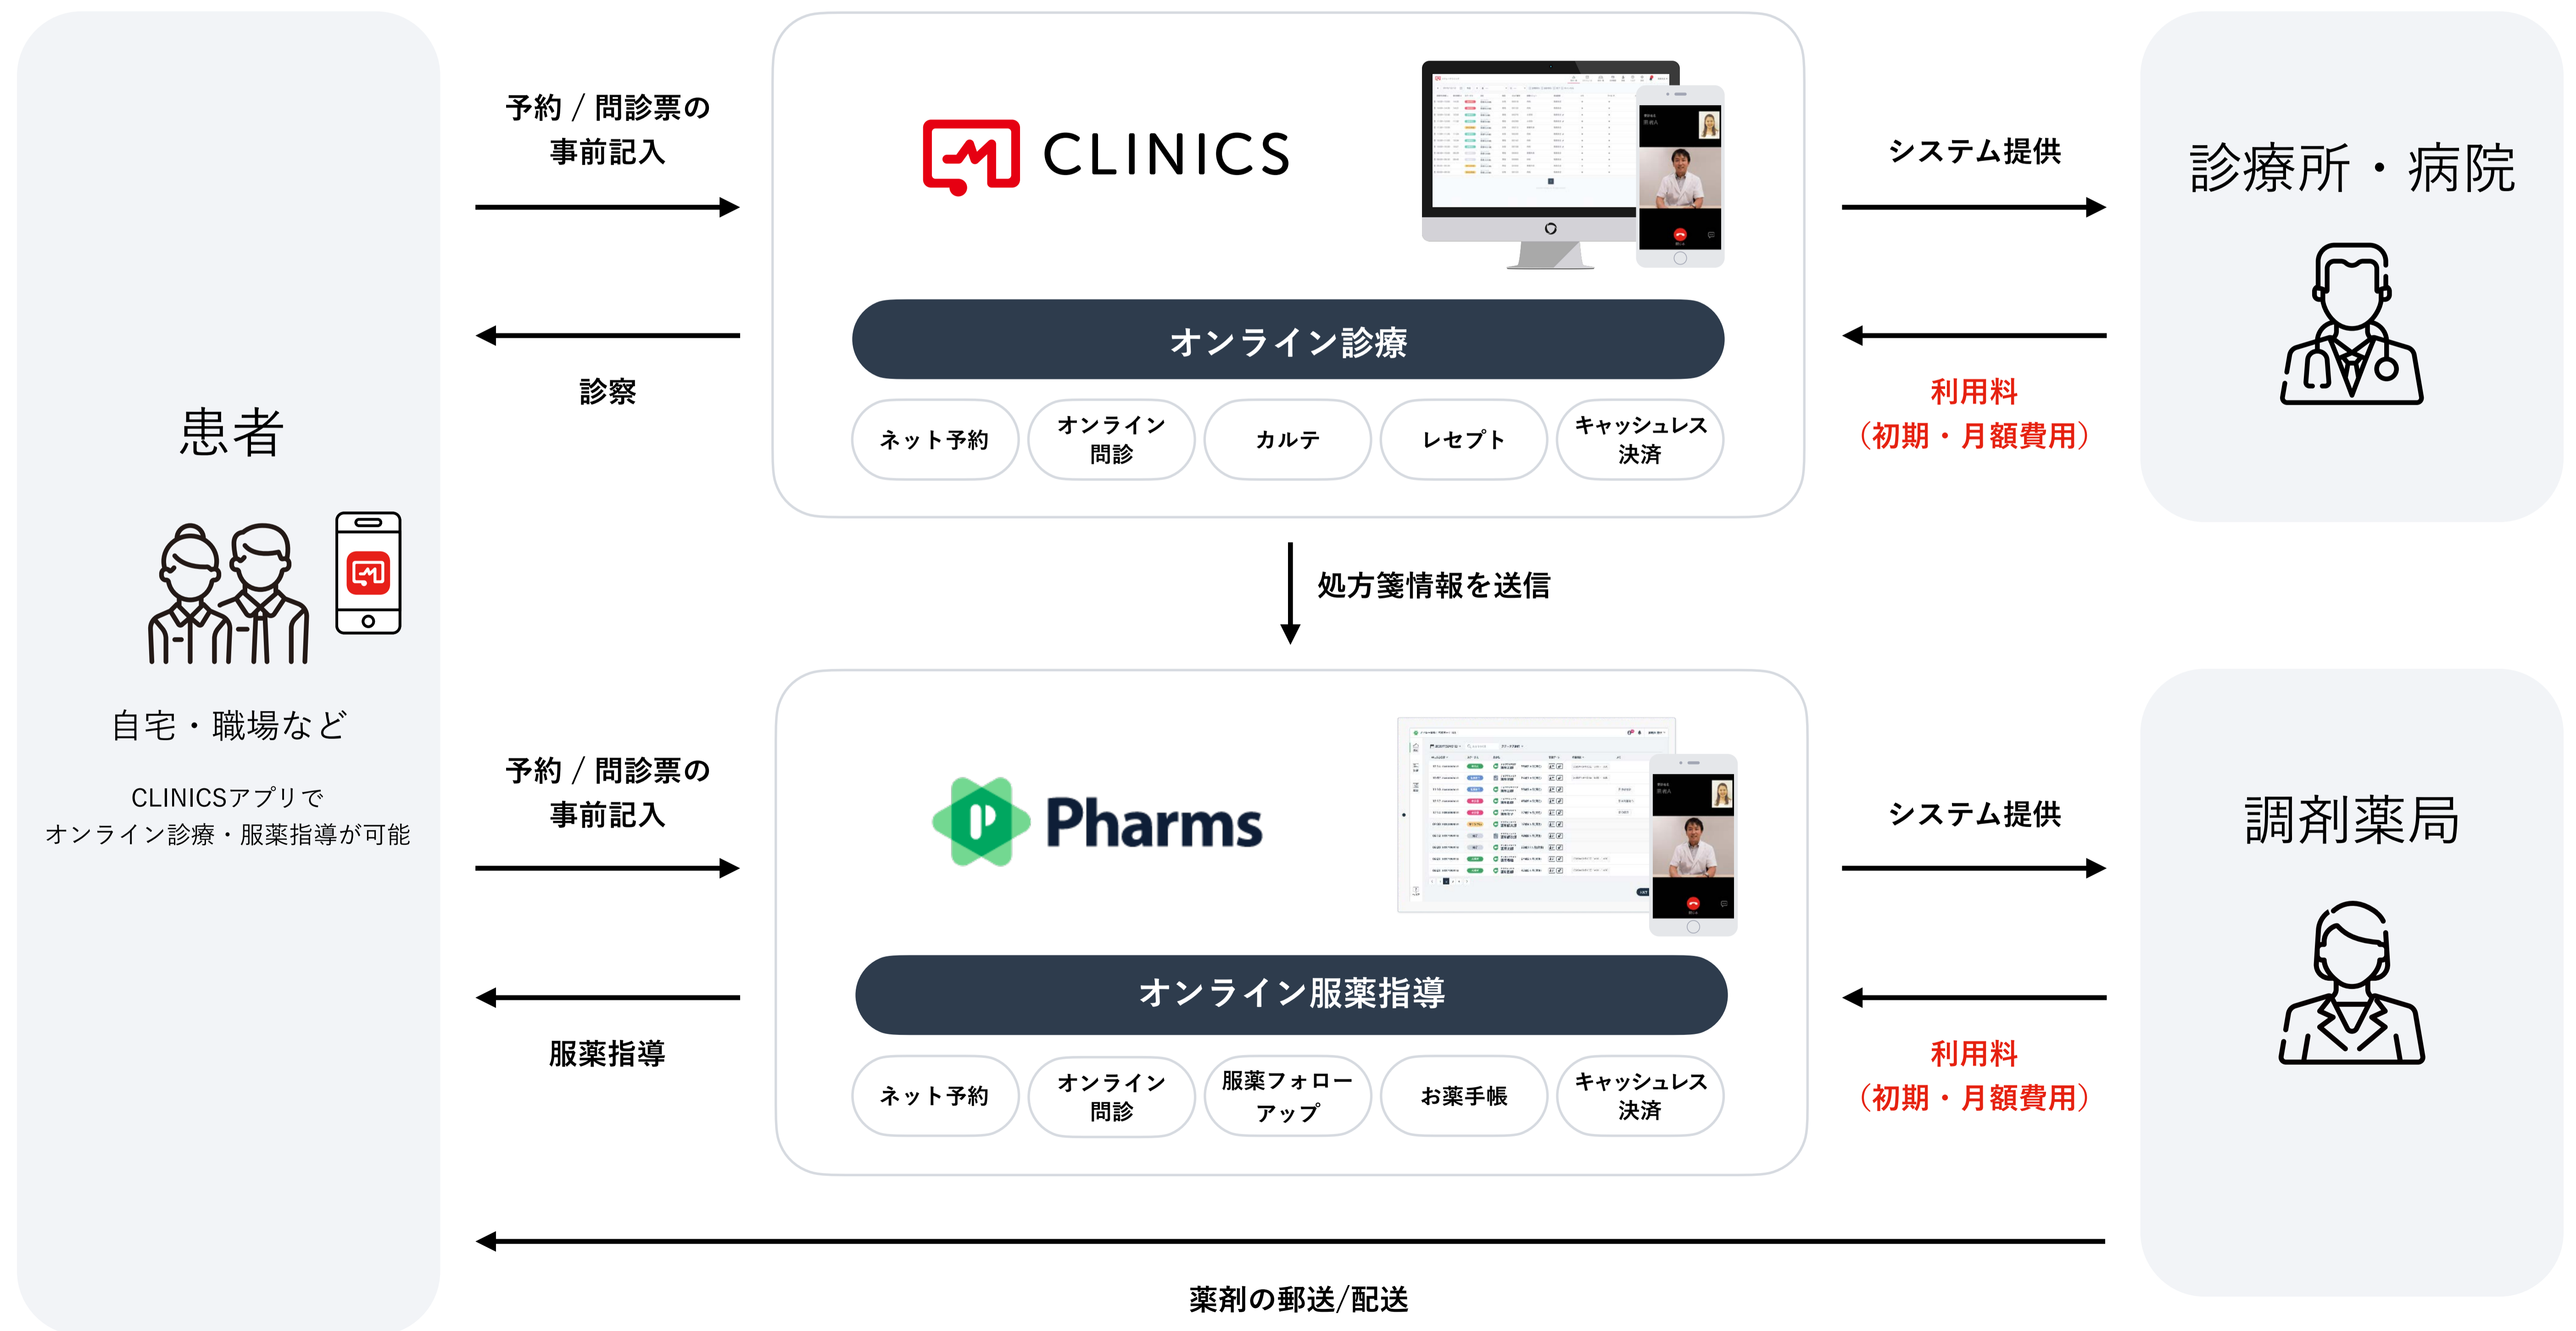 患者
自宅・職場など
CLINICSアプリで
オンライン診療・服薬指導が可能
予約 / 問診票の
事前記入
診察
CLINICS
オンライン診療
ネット予約
オンライン
問診
カルテ
レセプト
キャッシュレス
決済
システム提供
利用料
（初期・月額費用）
診療所・病院
処方箋情報を送信
予約 / 問診票の
事前記入
服薬指導
Pharms
オンライン服薬指導
ネット予約
オンライン
問診
服薬フォロー
アップ
お薬手帳
キャッシュレス
決済
システム提供
利用料
（初期・月額費用）
調剤薬局
薬剤の郵送/配送